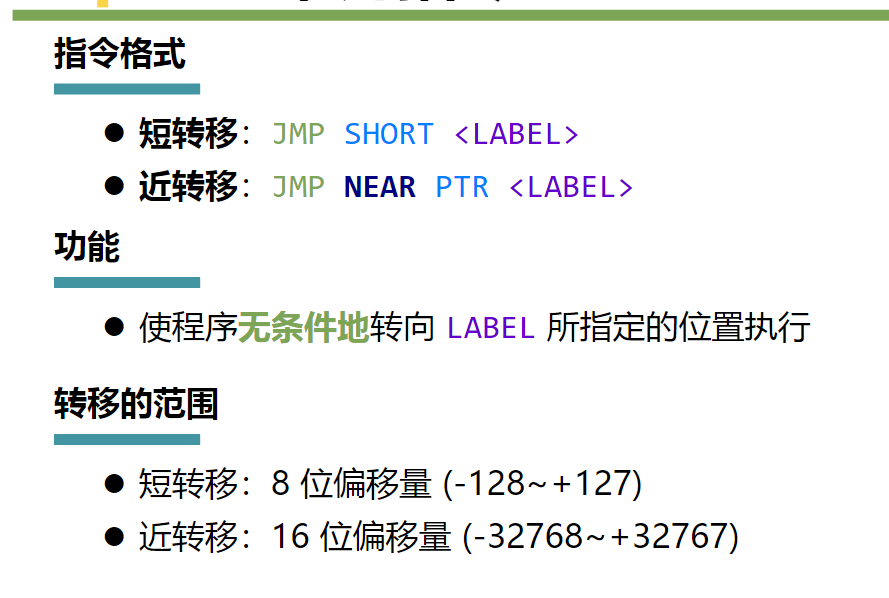 指令格式
● 短转移：JMP SHORT <LABEL>
● 近转移：JMP NEAR PTR <LABEL>
功能
● 使程序无条件地转向 LABEL 所指定的位置执行
转移的范围
● 短转移：8 位偏移量 (-128~+127)
● 近转移：16 位偏移量 (-32768~+32767)